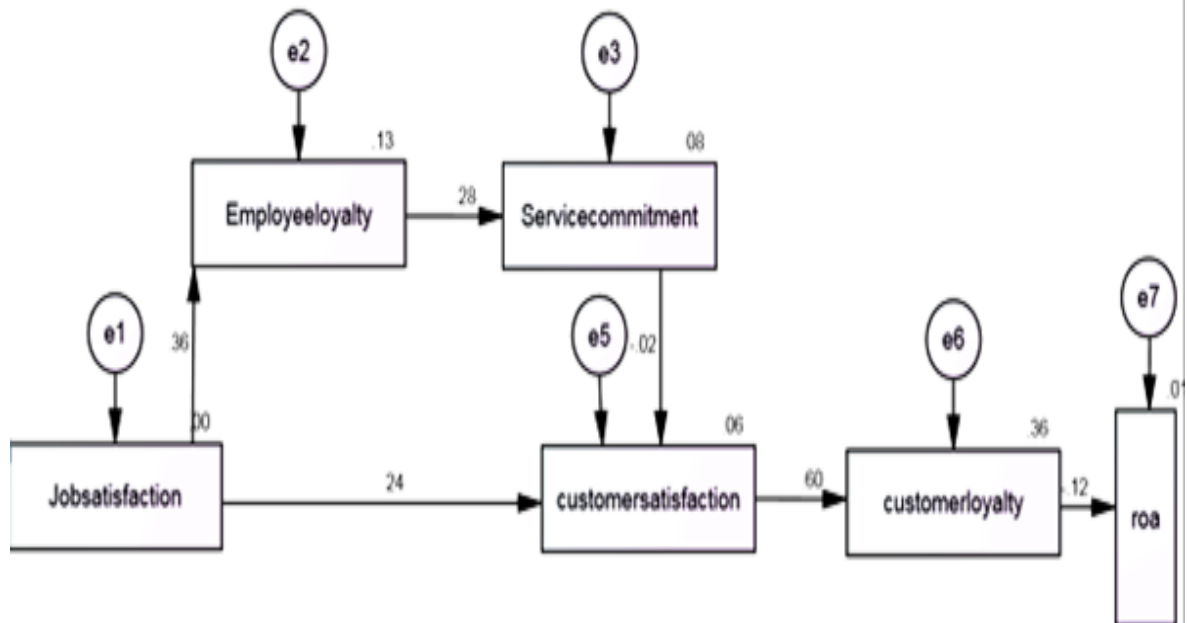 e2
e3
.13
08
Employeeloyalty
28
Servicecommitment
e7
e1
36
e5
-.02
e6
.00
06
.36
.01
Jobsatisfaction
24
customersatisfaction
60
customerloyalty
-.12
roa